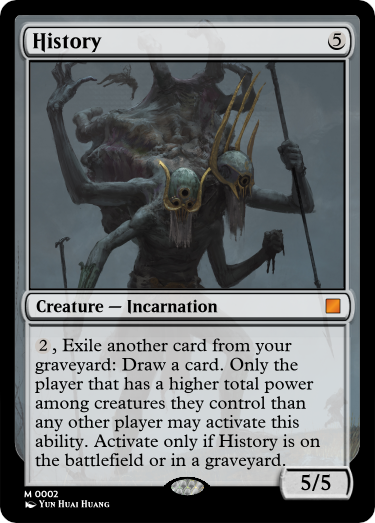 History 5
Creature — Incarnation
2, Exile another card from your
graveyard: Draw a card. Only the
player that has a higher total power
among creatures they control than
any other player may activate this
ability. Activate only if History is on
the battlefield or in a graveyard.
5/5
M 0002
Yun Huai Huang